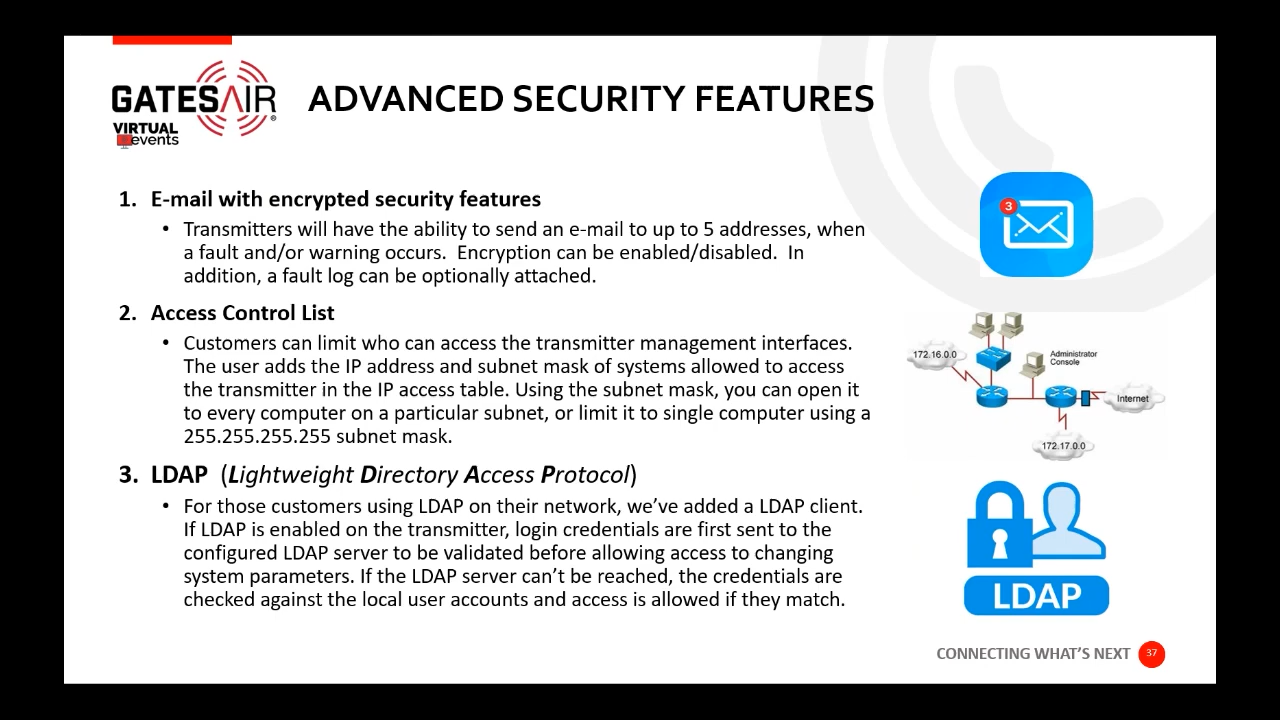 GATESAIR®
VIRTUAL
events
ADVANCED SECURITY FEATURES
1. E-mail with encrypted security features
• Transmitters will have the ability to send an e-mail to up to 5 addresses, when
a fault and/or warning occurs. Encryption can be enabled/disabled. In
addition, a fault log can be optionally attached.
2. Access Control List
• Customers can limit who can access the transmitter management interfaces.
The user adds the IP address and subnet mask of systems allowed to access
the transmitter in the IP access table. Using the subnet mask, you can open it
to every computer on a particular subnet, or limit it to single computer using a
255.255.255.255 subnet mask.
3. LDAP (Lightweight Directory Access Protocol)
• For those customers using LDAP on their network, we’ve added a LDAP client.
If LDAP is enabled on the transmitter, login credentials are first sent to the
configured LDAP server to be validated before allowing access to changing
system parameters. If the LDAP server can’t be reached, the credentials are
checked against the local user accounts and access is allowed if they match.
3
172.16.0.0
Administrator
Console
Internet
172.17.0.0
LDAP
CONNECTING WHAT’S NEXT 37